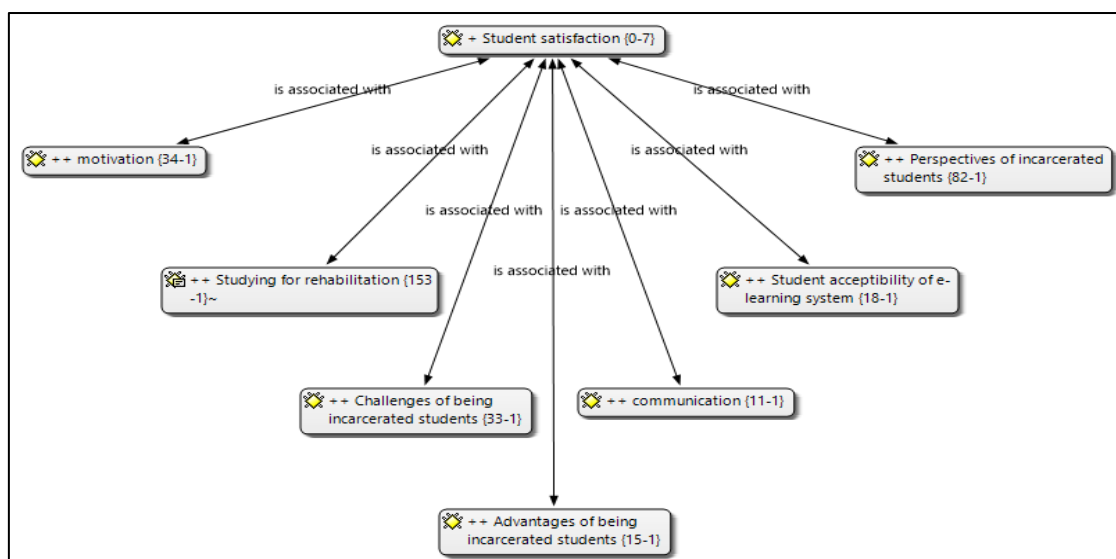 + Student satisfaction {0-7}
is associated with
is associated with
++ motivation {34-1}
++ Perspectives of incarcerated
students {82-1}
is associated with
is associated with
is associated with
is associated with
++ Studying for rehabilitation {153
-1}~
is associated with
++ Student acceptibility of e-
learning system {18-1}
++ Challenges of being
incarcerated students {33-1}
++ communication {11-1}
++ Advantages of being
incarcerated students {15-1}